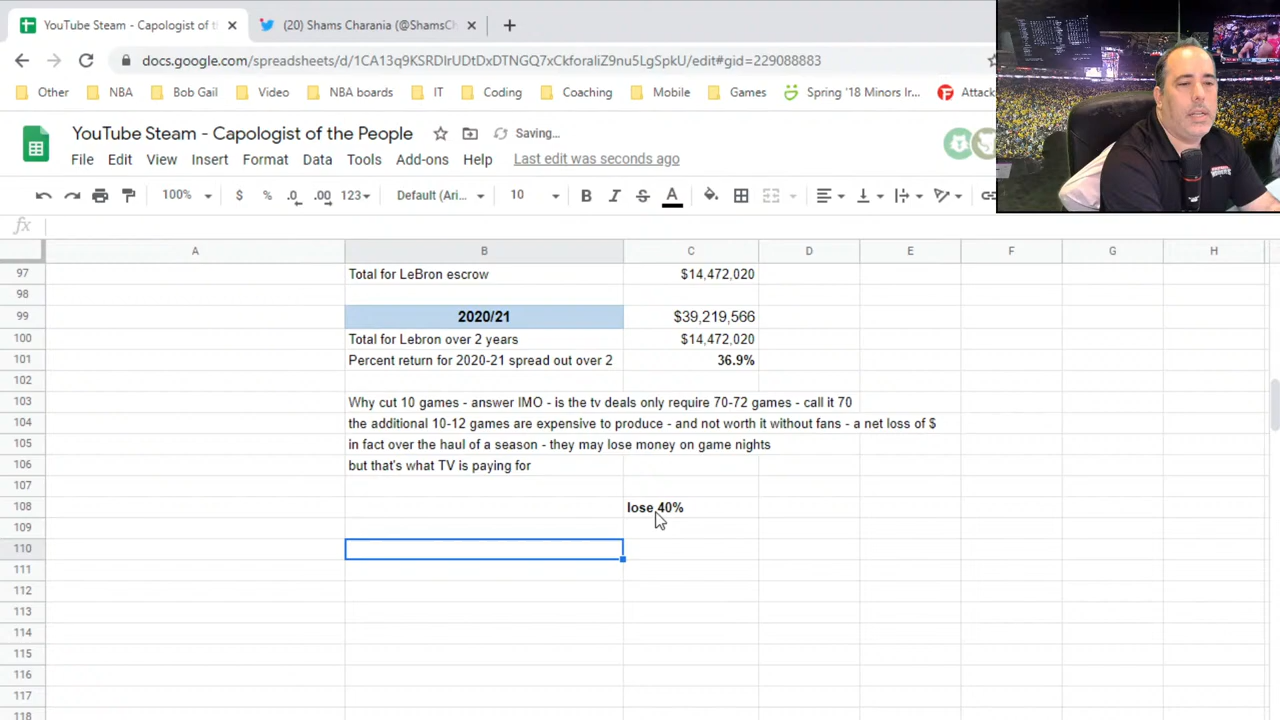 YouTube Steam - Capologist of t
(20) Shams Charania (@ShamsCh
docs.google.com/spreadsheets/d/1CA13q9KSRDIrUDtDxDTNGQ7xCkforaliZ9nu5LgSpkU/edit#gid=229088883
Other NBA Bob Gail Video NBA boards IT Coding Coaching Mobile Games Spring '18 Minors Ir... Attack
YouTube Steam - Capologist of the People Saving...
File Edit View Insert Format Data Tools Add-ons Help Last edit was seconds ago
100% $ % .0 .00 123 Default (Ari... 10 B I S A
fx
A B C D E F G H
97 Total for LeBron escrow $14,472,020
98
99 2020/21 $39,219,566
100 Total for Lebron over 2 years $14,472,020
101 Percent return for 2020-21 spread out over 2 36.9%
102
103 Why cut 10 games - answer IMO - is the tv deals only require 70-72 games - call it 70
104 the additional 10-12 games are expensive to produce - and not worth it without fans - a net loss of $
105 in fact over the haul of a season - they may lose money on game nights
106 but that's what TV is paying for
107
108 lose 40%
109
110
111
112
113
114
115
116
117
118